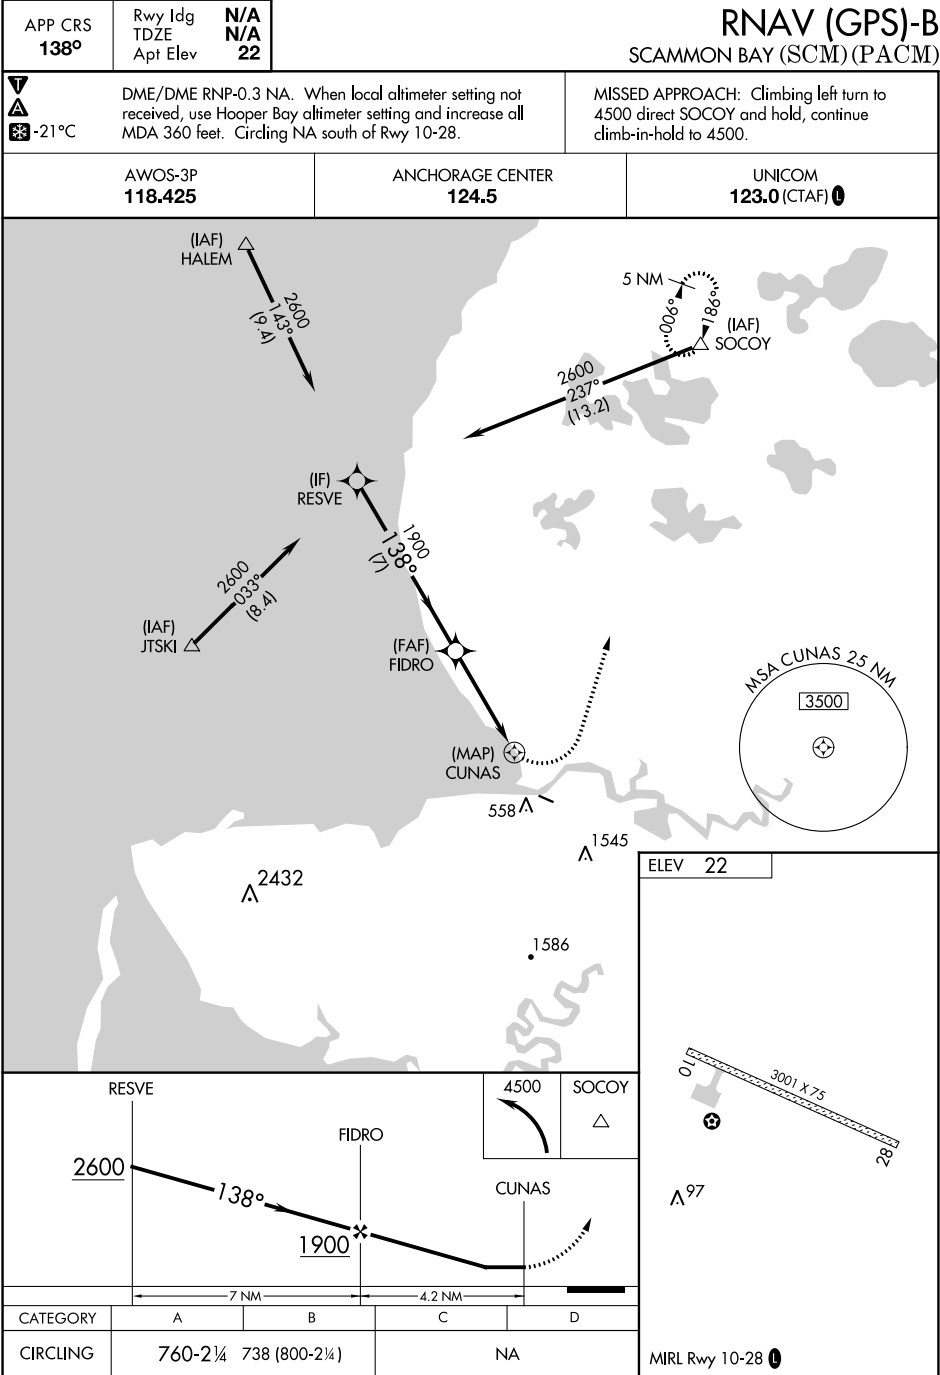 APP CRS
138°
Rwy Idg N/A
TDZE N/A
Apt Elev 22
RNAV (GPS)-B
SCAMMON BAY (SCM) (PACM)
T
A
-21°C
DME/DME RNP-0.3 NA. When local altimeter setting not
received, use Hooper Bay altimeter setting and increase all
MDA 360 feet. Circling NA south of Rwy 10-28.
MISSED APPROACH: Climbing left turn to
4500 direct SOCOY and hold, continue
climb-in-hold to 4500.
AWOS-3P
118.425
ANCHORAGE CENTER
124.5
UNICOM
123.0 (CTAF) L
(IAF)
HALEM
2600
143°
(9.4)
5 NM
006°
186°
(IAF)
SOCOY
2600
237°
(13.2)
(IF)
RESVE
1900
138°
(7)
2600
033°
(8.4)
(IAF)
JTSKI
(FAF)
FIDRO
(MAP)
CUNAS
MSA CUNAS 25 NM
3500
558
1545
2432
1586
ELEV 22
10
3001 X 75
28
97
MIRL Rwy 10-28 L
RESVE
FIDRO
CUNAS
4500
SOCOY
2600
138°
1900
7 NM
4.2 NM
CATEGORY A B C D
CIRCLING 760-2¼ 738 (800-2¼) NA